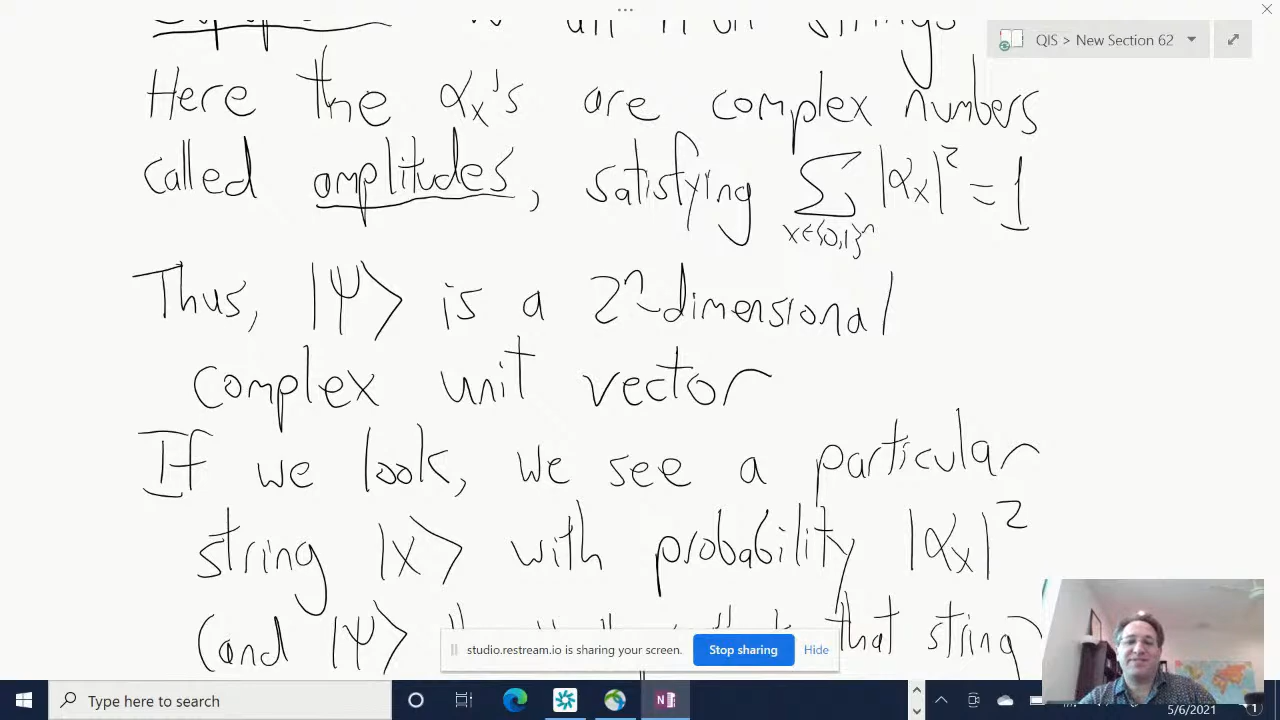 QIS > New Section 62
strings
Here the αₓ's are complex numbers
called amplitudes, satisfying ∑ |αₓ|² = 1
x∈{0,1}ⁿ
Thus, |Ψ⟩ is a 2ⁿ-dimensional
complex unit vector
If we look, we see a particular
string |x⟩ with probability |αₓ|²
(and |Ψ⟩ that string
studio.restream.io is sharing your screen.
Stop sharing
Hide
Type here to search
5/6/2021
1